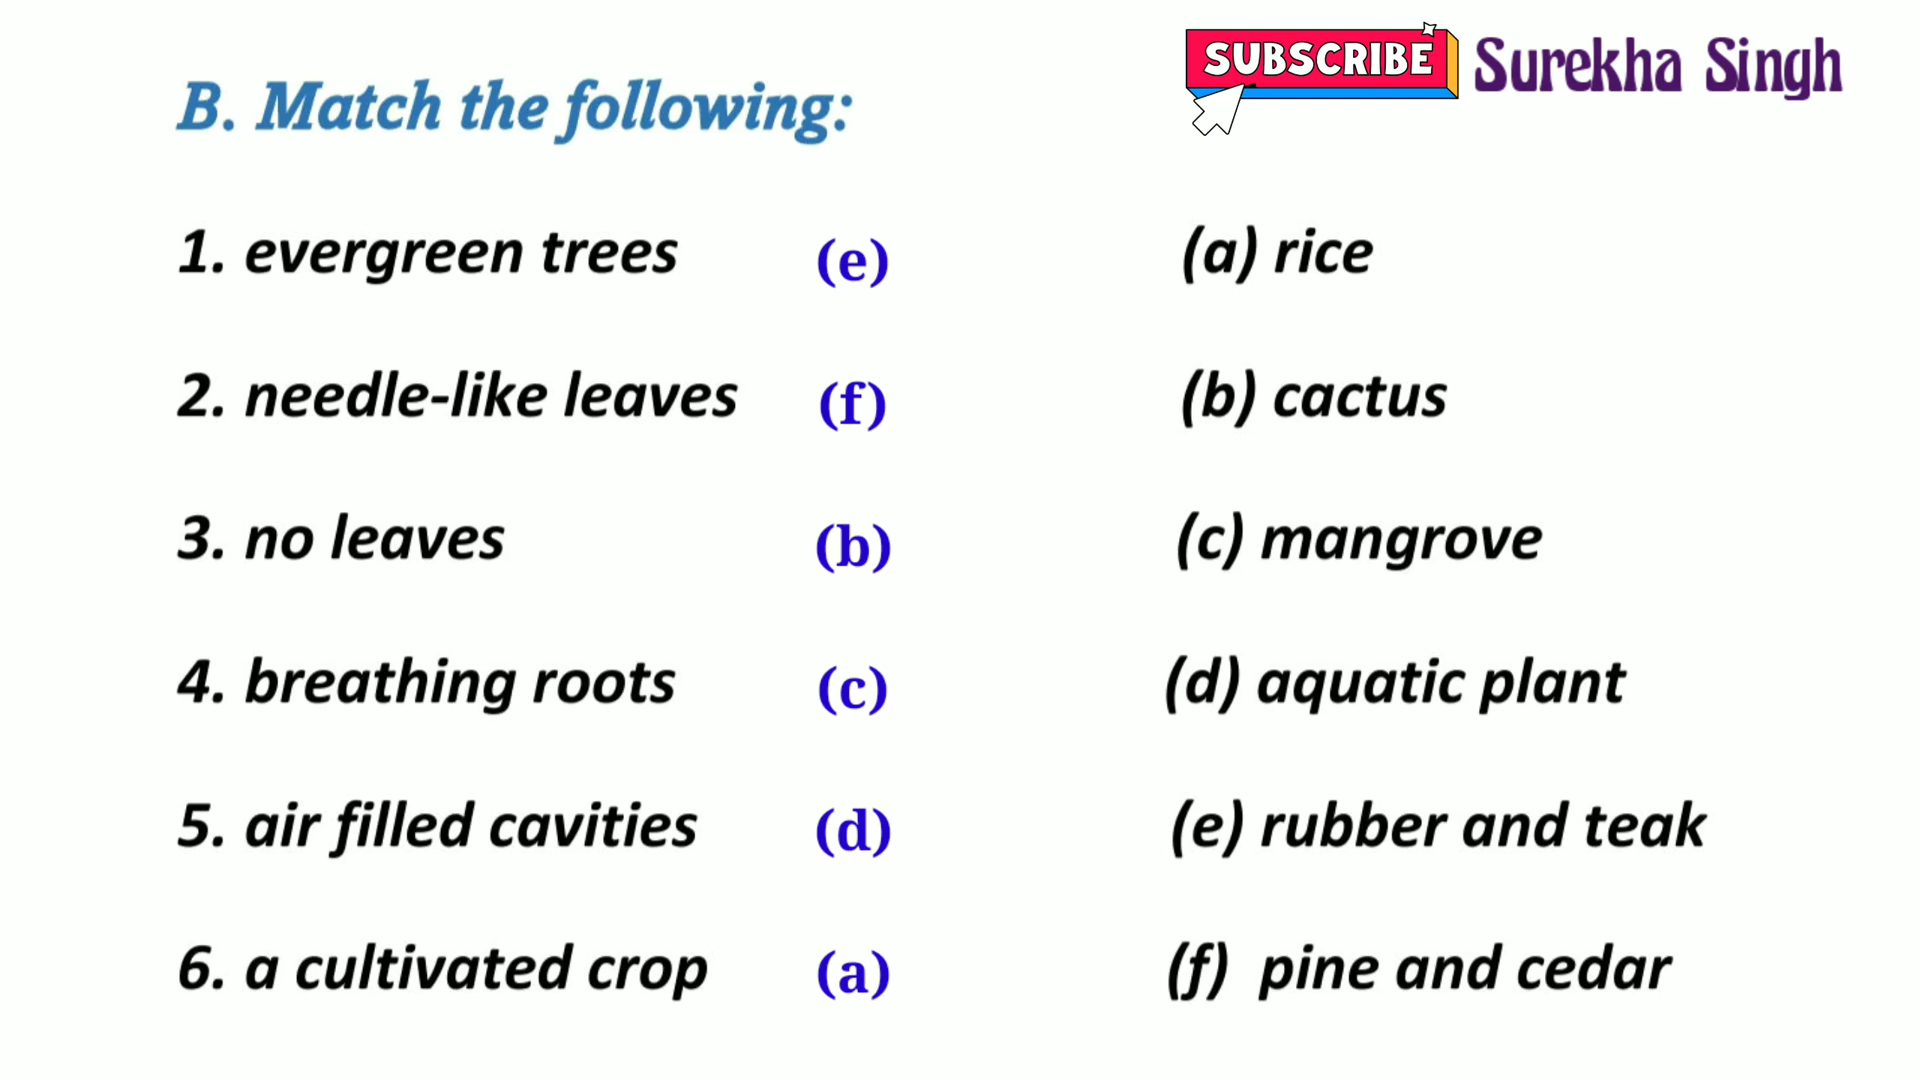 SUBSCRIBE Surekha Singh
B. Match the following:
1. evergreen trees (e) (a) rice
2. needle-like leaves (f) (b) cactus
3. no leaves (b) (c) mangrove
4. breathing roots (c) (d) aquatic plant
5. air filled cavities (d) (e) rubber and teak
6. a cultivated crop (a) (f) pine and cedar